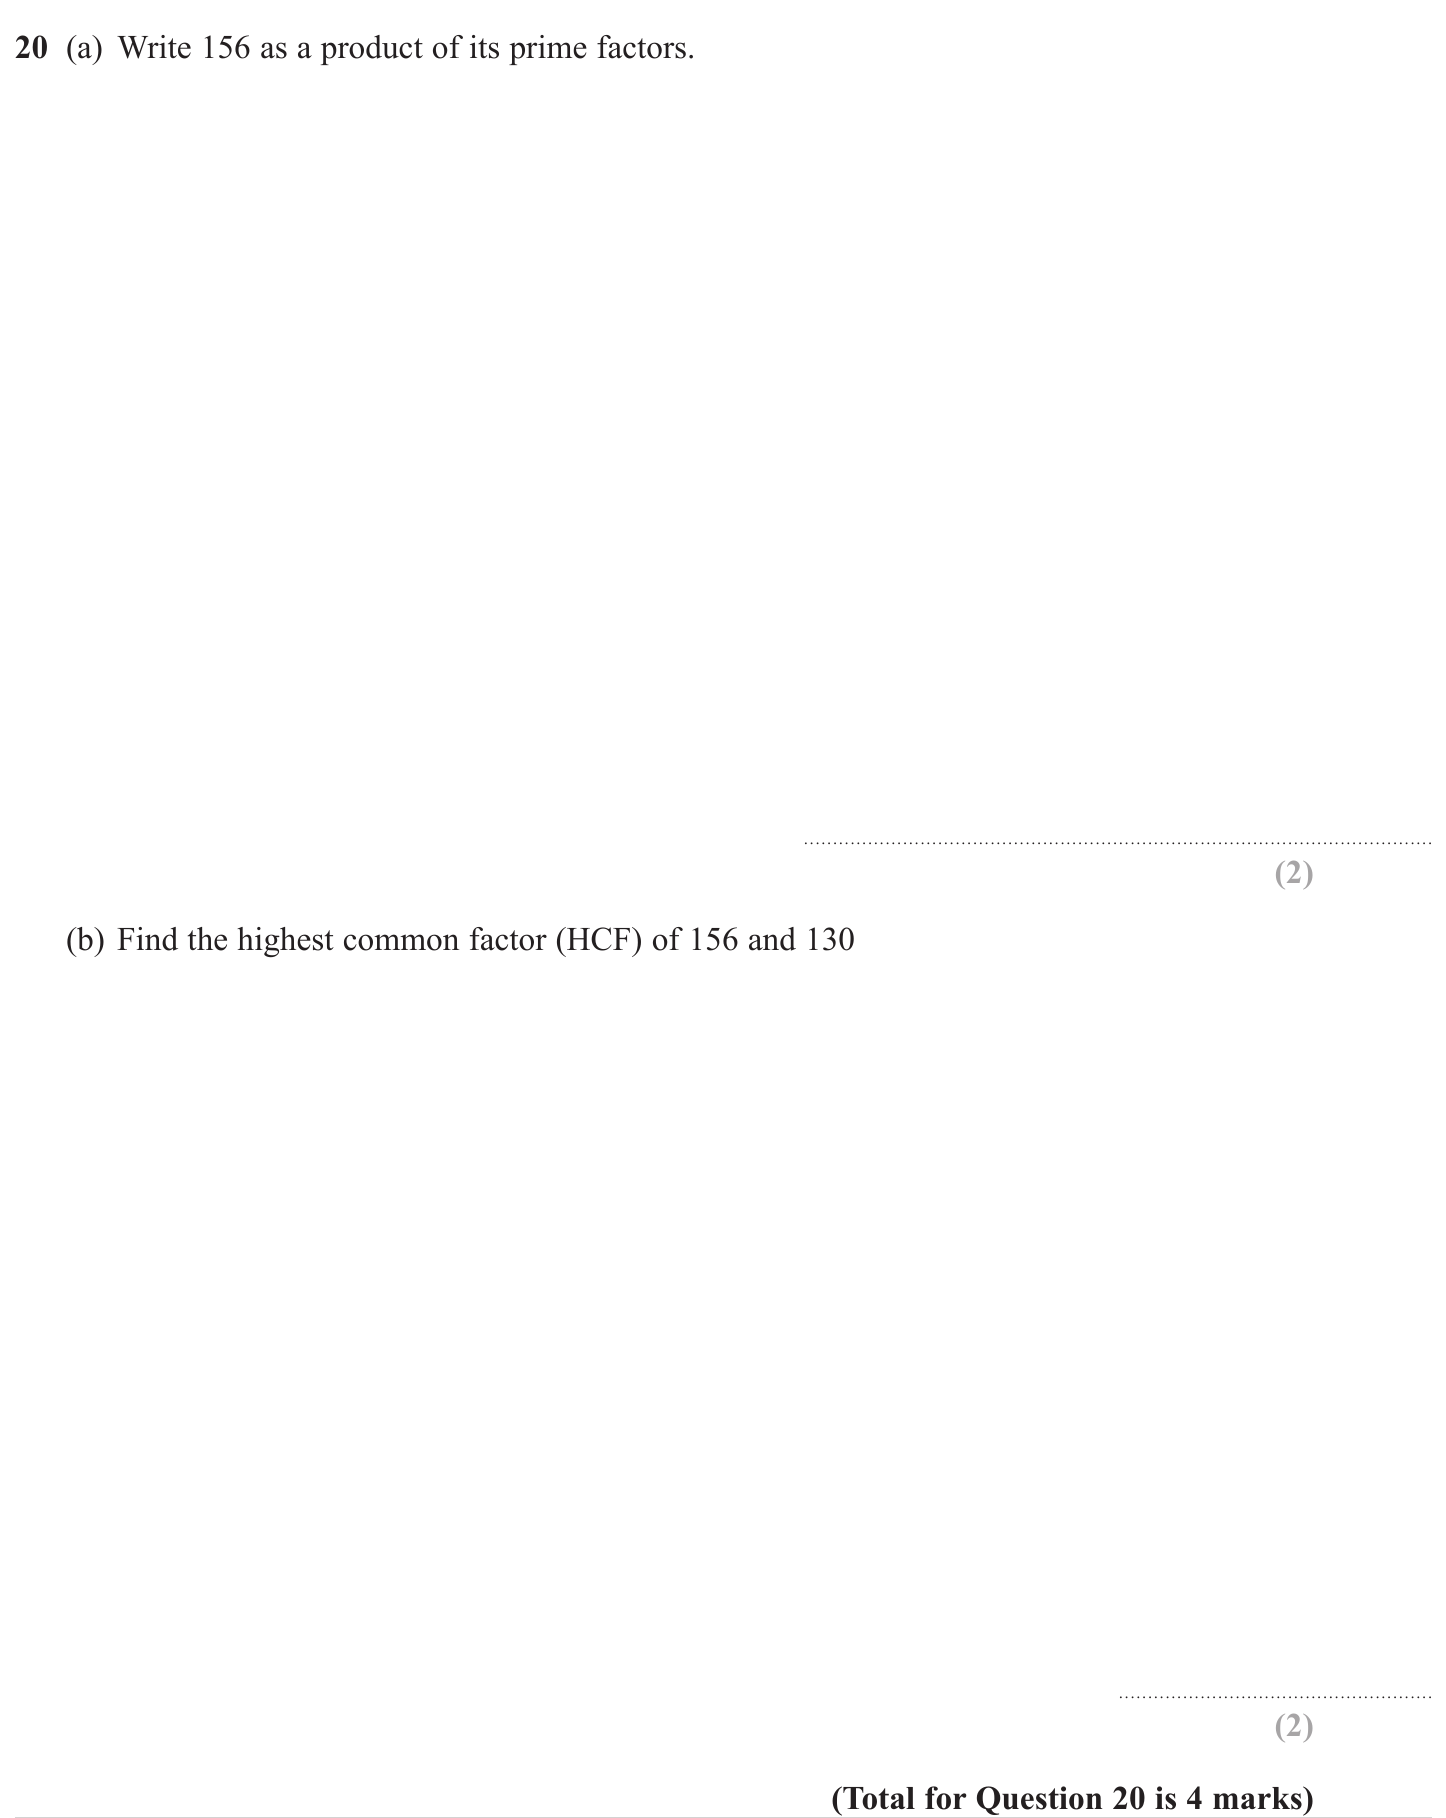 20 (a) Write 156 as a product of its prime factors.
(2)
(b) Find the highest common factor (HCF) of 156 and 130
(2)
(Total for Question 20 is 4 marks)